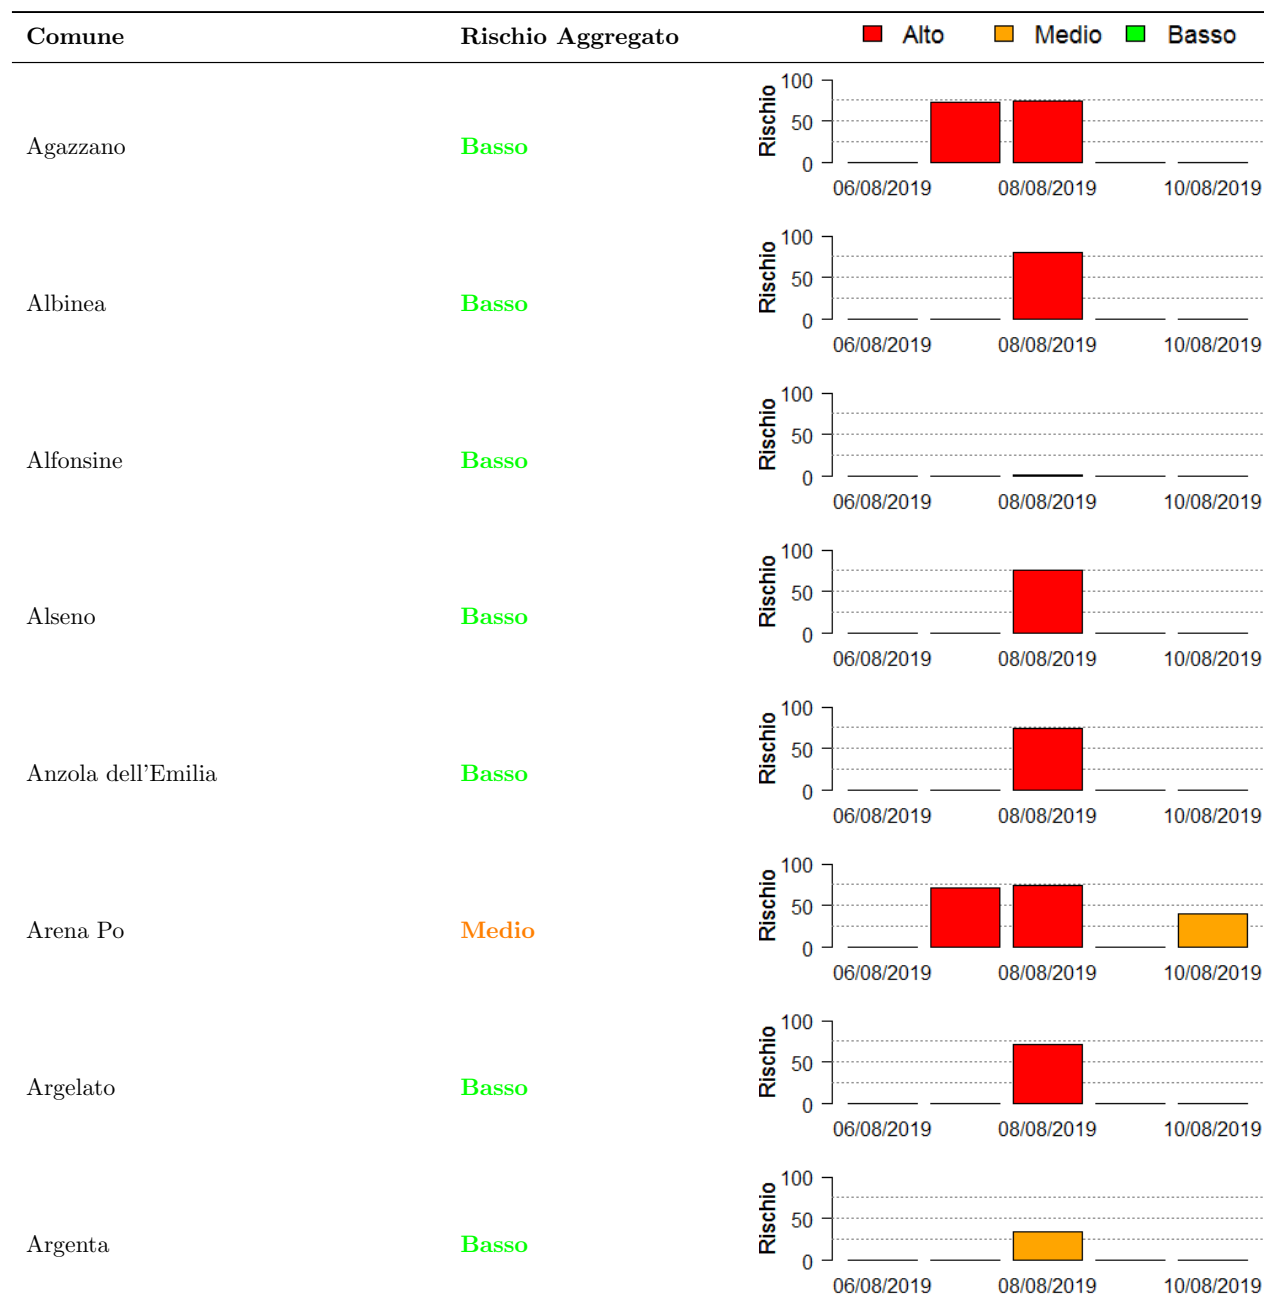 Comune Rischio Aggregato Alto Medio Basso
Agazzano Basso Rischio 100 50 0
06/08/2019 08/08/2019 10/08/2019
Albinea Basso Rischio 100 50 0
06/08/2019 08/08/2019 10/08/2019
Alfonsine Basso Rischio 100 50 0
06/08/2019 08/08/2019 10/08/2019
Alseno Basso Rischio 100 50 0
06/08/2019 08/08/2019 10/08/2019
Anzola dell'Emilia Basso Rischio 100 50 0
06/08/2019 08/08/2019 10/08/2019
Arena Po Medio Rischio 100 50 0
06/08/2019 08/08/2019 10/08/2019
Argelato Basso Rischio 100 50 0
06/08/2019 08/08/2019 10/08/2019
Argenta Basso Rischio 100 50 0
06/08/2019 08/08/2019 10/08/2019